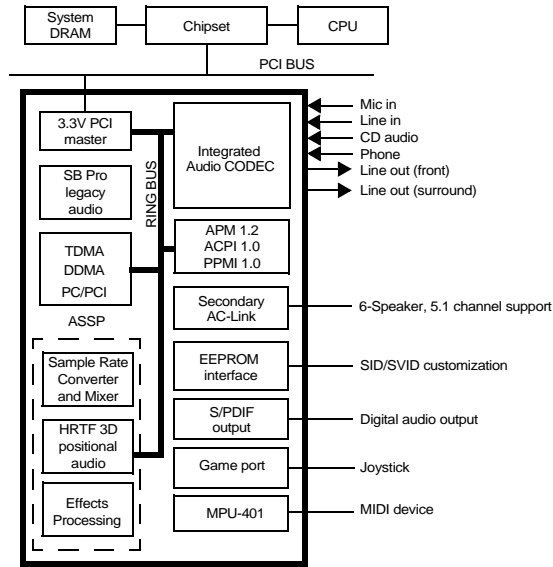 System
DRAM
Chipset
CPU
PCI BUS
3.3V PCI
master
SB Pro
legacy
audio
TDMA
DDMA
PC/PCI
ASSP
Sample Rate
Converter
and Mixer
HRTF 3D
positional
audio
Effects
Processing
RING BUS
Integrated
Audio CODEC
APM 1.2
ACPI 1.0
PPMI 1.0
Secondary
AC-Link
EEPROM
interface
S/PDIF
output
Game port
MPU-401
Mic in
Line in
CD audio
Phone
Line out (front)
Line out (surround)
6-Speaker, 5.1 channel support
SID/SVID customization
Digital audio output
Joystick
MIDI device